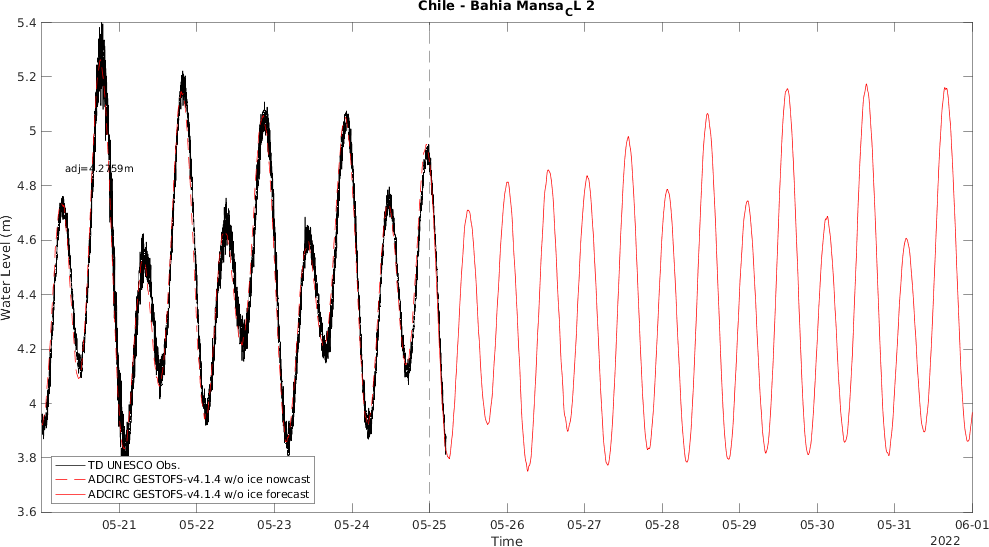 Chile - Bahia Mansa_CL 2
5.4
5.2
5
4.8
4.6
4.4
4.2
4
3.8
3.6
Water Level (m)
adj=4.2759m
TD UNESCO Obs.
ADCIRC GESTOFS-v4.1.4 w/o ice nowcast
ADCIRC GESTOFS-v4.1.4 w/o ice forecast
05-21 05-22 05-23 05-24 05-25 05-26 05-27 05-28 05-29 05-30 05-31 06-01
Time
2022